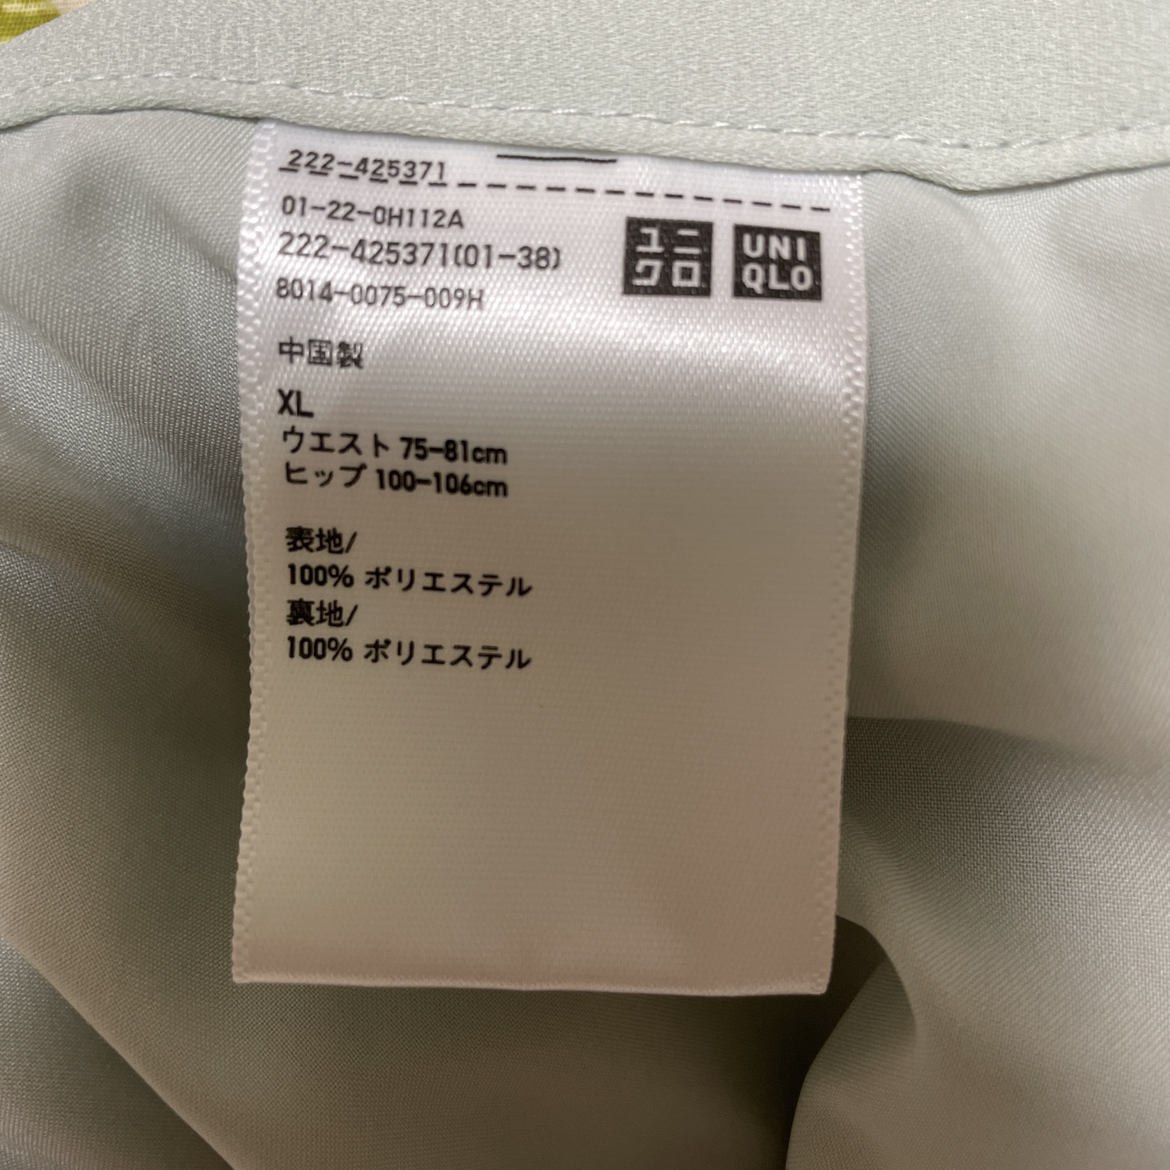 222-425371
01-22-0H112A
222-425371(01-38)
8014-0075-009H
ユニ
クロ
UNI
QLO
中国製
XL
ウエスト 75-81cm
ヒップ 100-106cm
表地/
100% ポリエステル
裏地/
100% ポリエステル